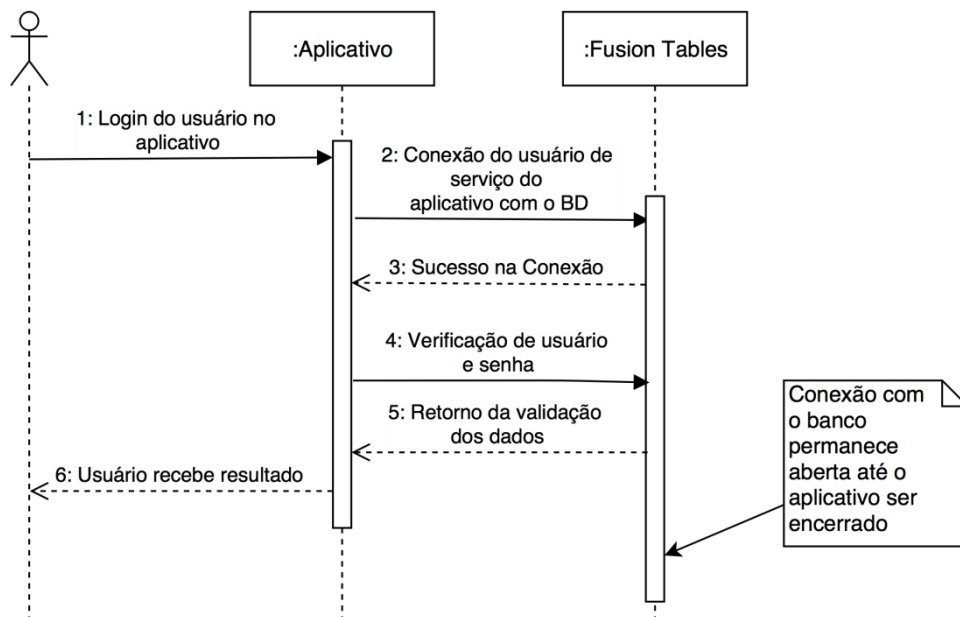 :Aplicativo
:Fusion Tables
1: Login do usuário no
aplicativo
2: Conexão do usuário de
serviço do
aplicativo com o BD
3: Sucesso na Conexão
4: Verificação de usuário
e senha
5: Retorno da validação
dos dados
6: Usuário recebe resultado
Conexão com
o banco
permanece
aberta até o
aplicativo ser
encerrado